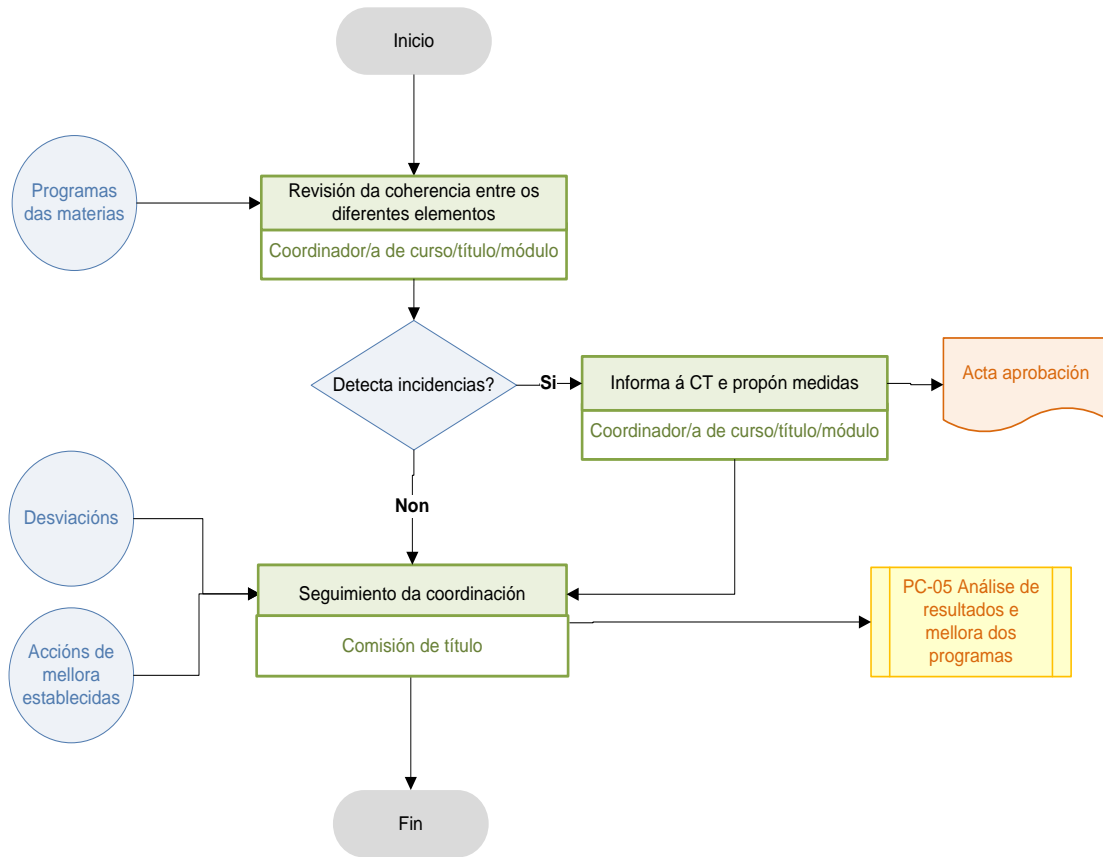 Inicio
Programas
das materias
Revisión da coherencia entre os
diferentes elementos
Coordinador/a de curso/título/módulo
Detecta incidencias?
Si
Informa á CT e propón medidas
Coordinador/a de curso/título/módulo
Acta aprobación
Non
Desviacións
Accións de
mellora
establecidas
Seguimiento da coordinación
Comisión de título
PC-05 Análise de
resultados e
mellora dos
programas
Fin